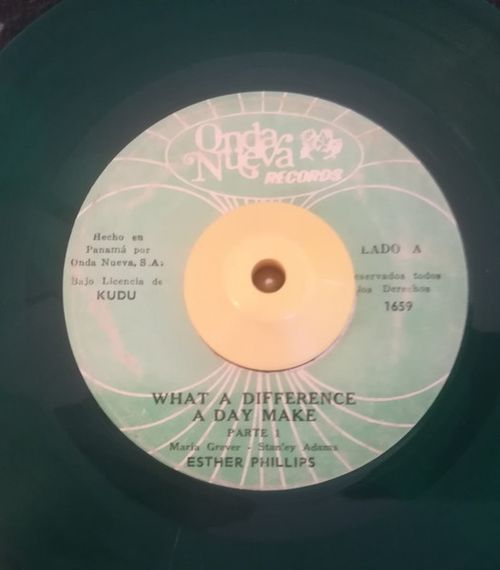 Onda
Nueva
RECORDS
Hecho en
Panamá por
Onda Nueva, S.A.
Bajo Licencia de
KUDU
LADO A
eservados todos
los Derechos
1659
WHAT A DIFFERENCE
A DAY MAKE
PARTE 1
Maria Grever - Stanley Adams
ESTHER PHILLIPS